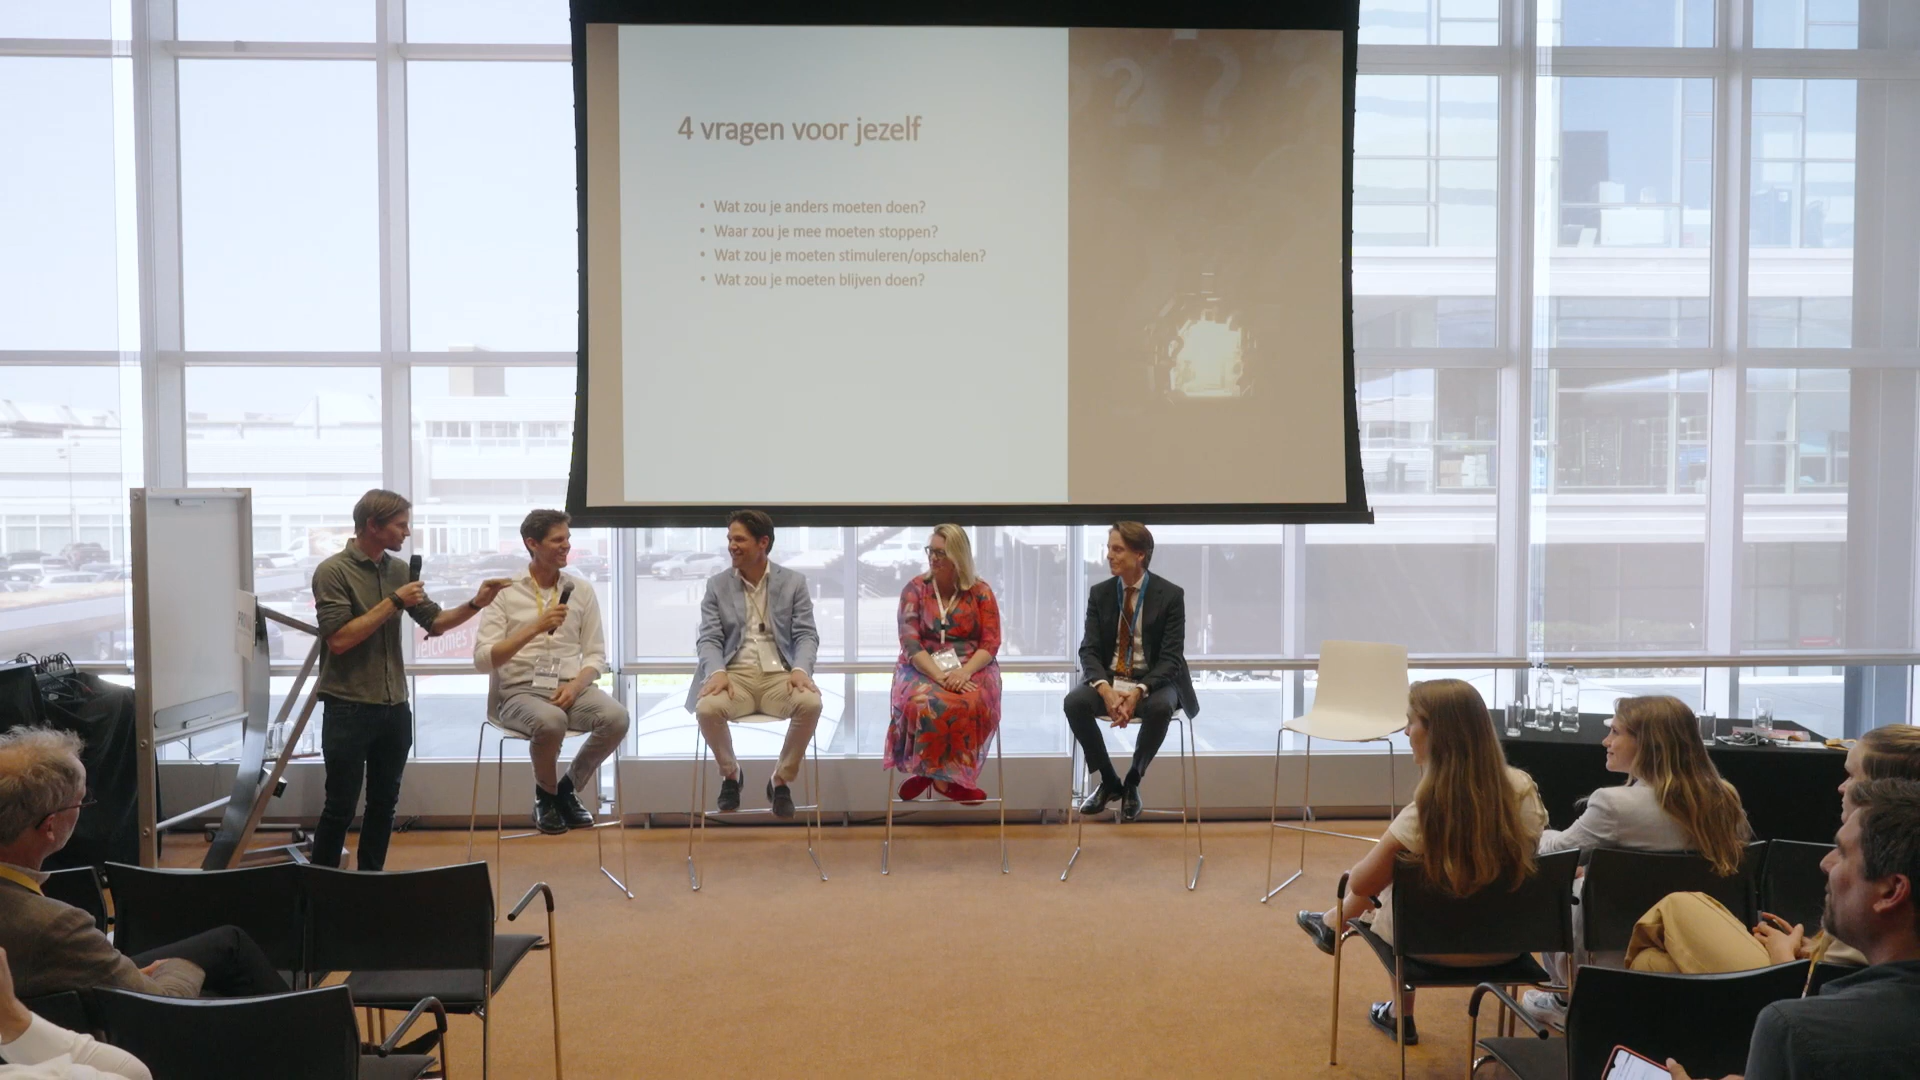 4 vragen voor jezelf
• Wat zou je anders moeten doen?
• Waar zou je mee moeten stoppen?
• Wat zou je moeten stimuleren/opschalen?
• Wat zou je moeten blijven doen?
welcomes